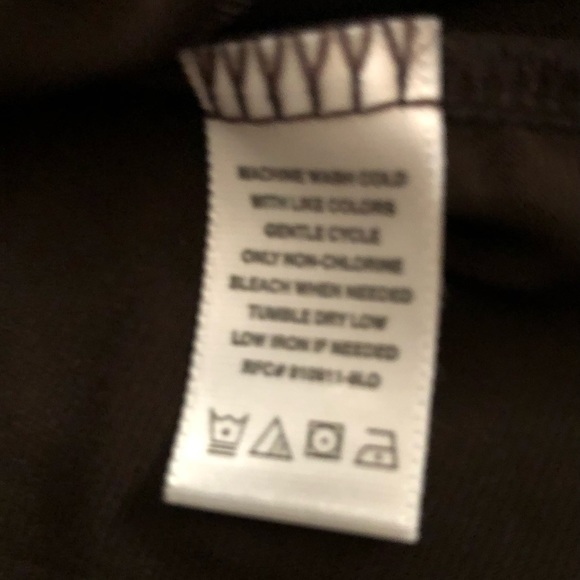 MACHINE WASH COLD
WITH LIKE COLORS
GENTLE CYCLE
ONLY NON-CHLORINE
BLEACH WHEN NEEDED
TUMBLE DRY LOW
LOW IRON IF NEEDED